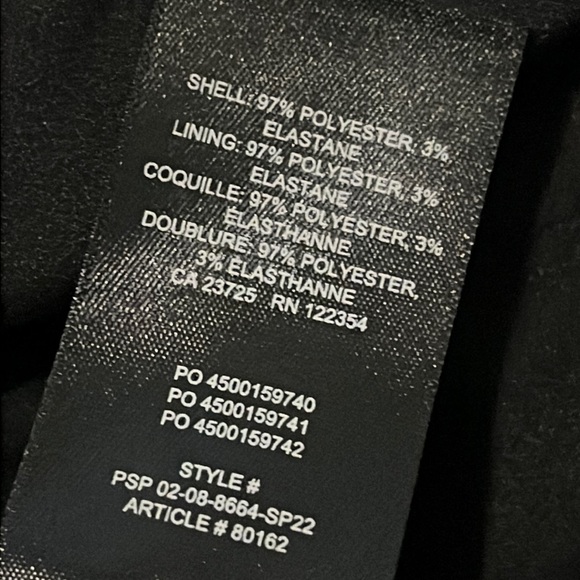 SHELL: 97% POLYESTER, 3%
ELASTANE
LINING: 97% POLYESTER, 3%
ELASTANE
COQUILLE: 97% POLYESTER, 3%
ELASTHANNE
DOUBLURE: 97% POLYESTER,
3% ELASTHANNE
CA 23725 RN 122354
PO 4500159740
PO 4500159741
PO 4500159742
STYLE #
PSP 02-08-8664-SP22
ARTICLE # 80162